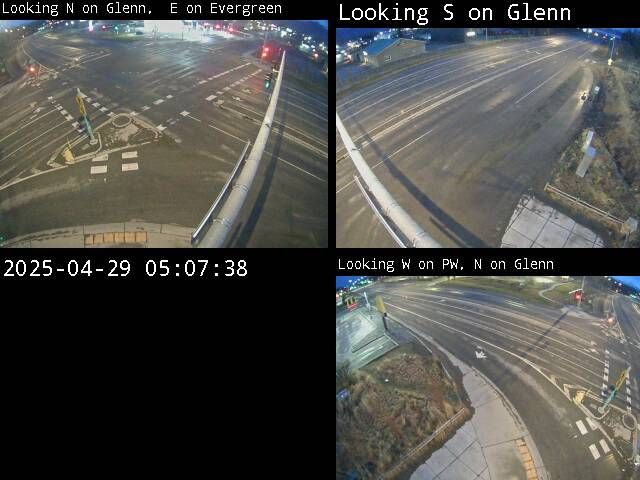 Looking N on Glenn,  E on Evergreen
Looking S on Glenn
2025-04-29 05:07:38
Looking W on PW, N on Glenn